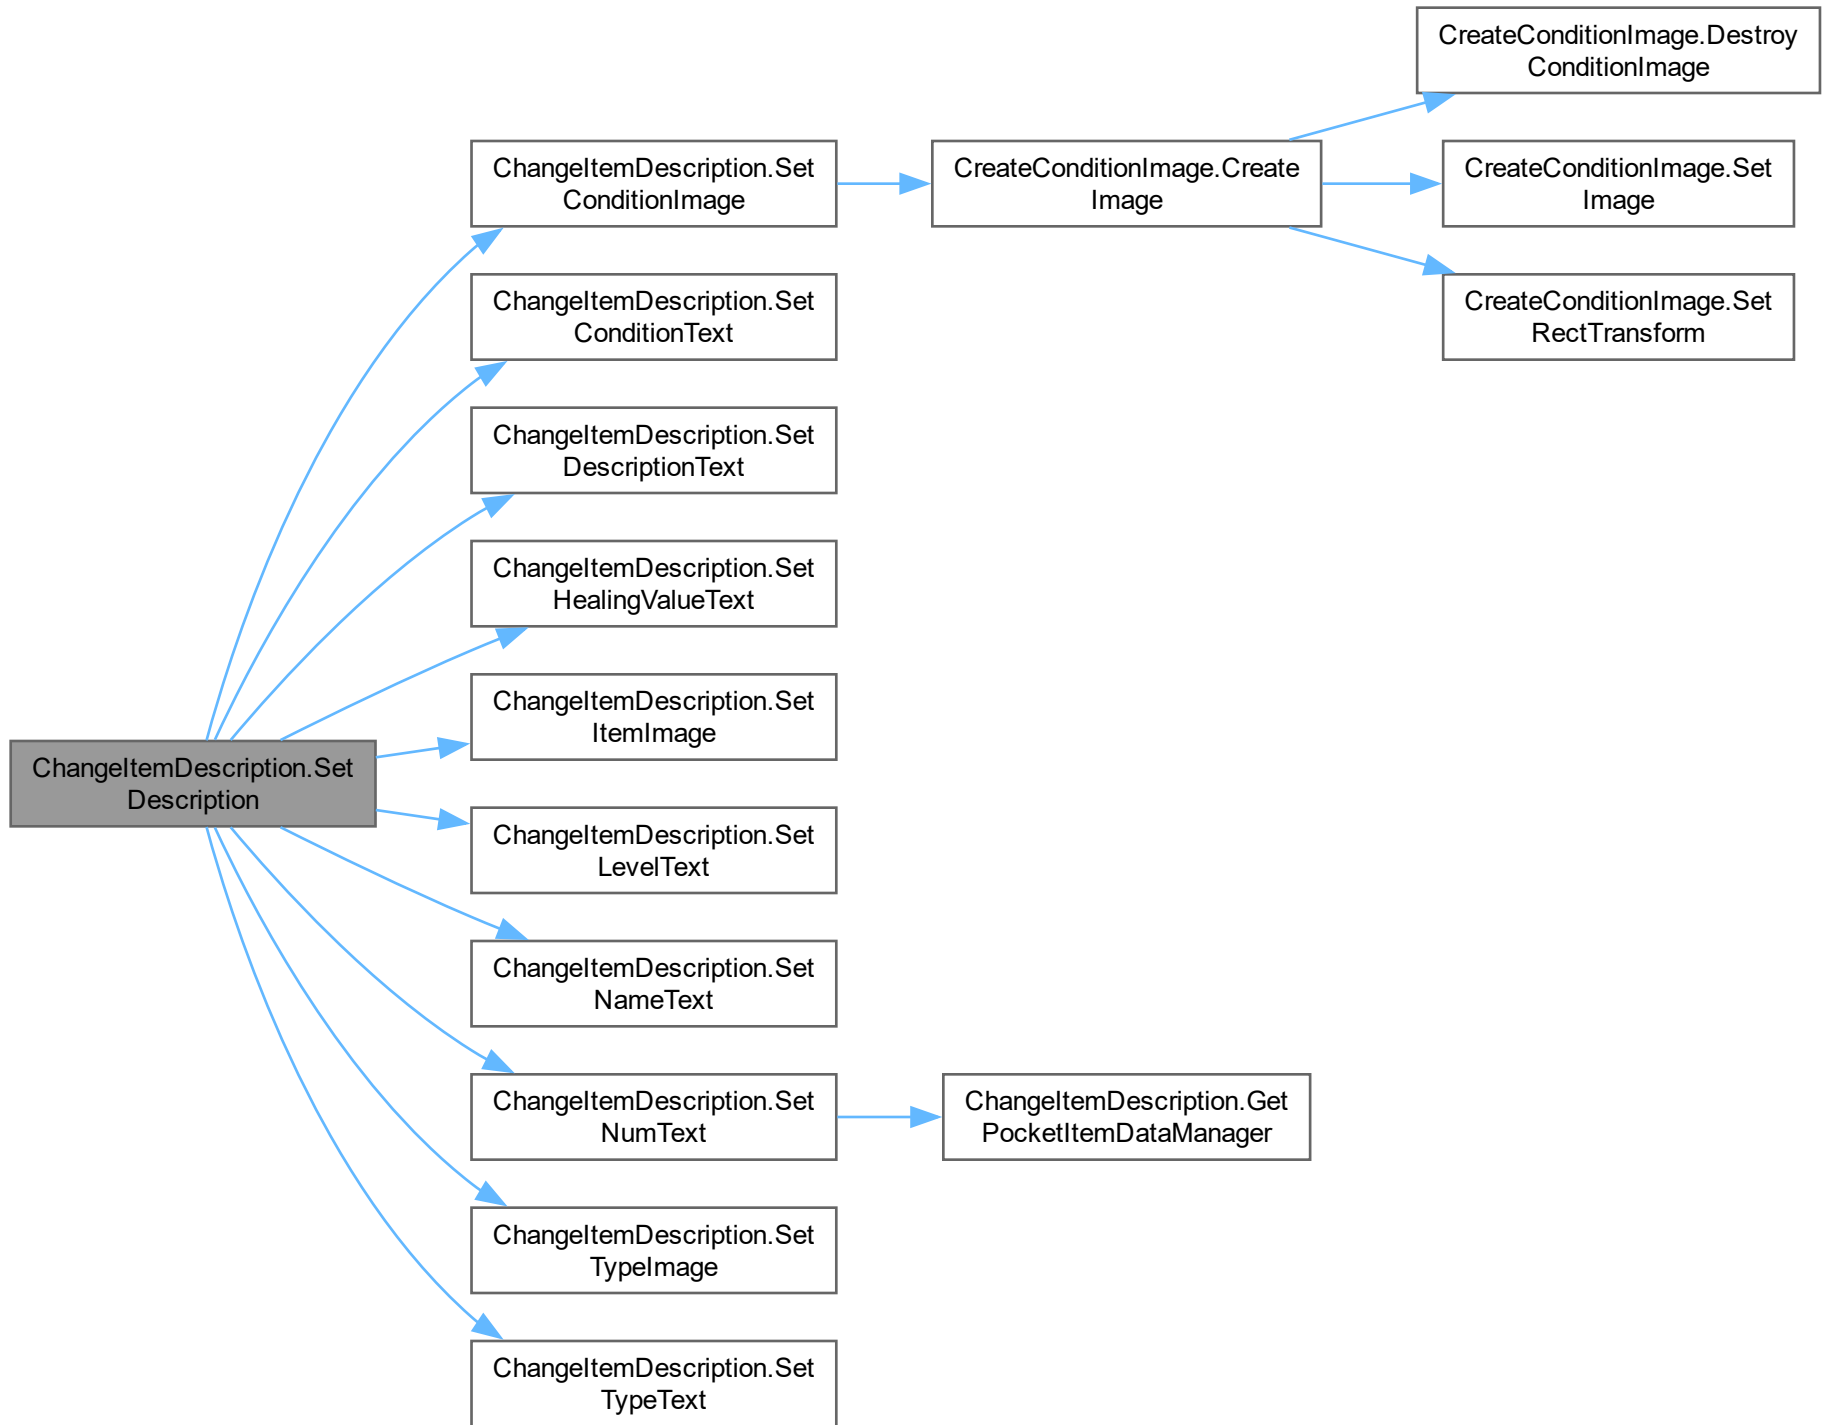 CreateConditionImage.Destroy
ConditionImage
ChangeItemDescription.Set
ConditionImage
CreateConditionImage.Create
Image
CreateConditionImage.Set
Image
ChangeItemDescription.Set
ConditionText
CreateConditionImage.Set
RectTransform
ChangeItemDescription.Set
DescriptionText
ChangeItemDescription.Set
HealingValueText
ChangeItemDescription.Set
ItemImage
ChangeItemDescription.Set
Description
ChangeItemDescription.Set
LevelText
ChangeItemDescription.Set
NameText
ChangeItemDescription.Set
NumText
ChangeItemDescription.Get
PocketItemDataManager
ChangeItemDescription.Set
TypeImage
ChangeItemDescription.Set
TypeText